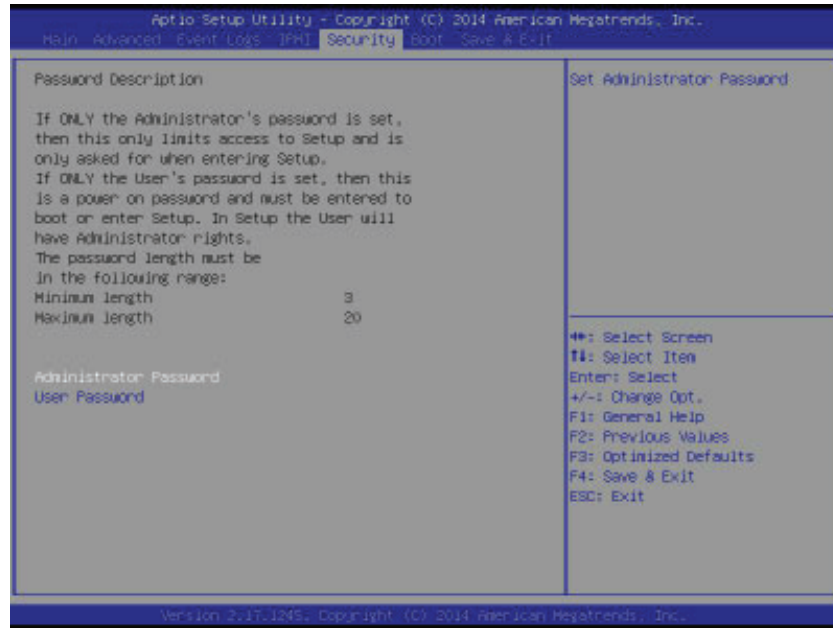 Aptio Setup Utility - Copyright (C) 2014 American Megatrends, Inc.
Main Advanced Event Logs IPMI Security Boot Save & Exit
Password Description
If ONLY the Administrator's password is set,
then this only limits access to Setup and is
only asked for when entering Setup.
If ONLY the User's password is set, then this
is a power on password and must be entered to
boot or enter Setup. In Setup the User will
have Administrator rights.
The password length must be
in the following range:
Minimum length 3
Maximum length 20
Administrator Password
User Password
Set Administrator Password
↔: Select Screen
↑↓: Select Item
Enter: Select
+/-: Change Opt.
F1: General Help
F2: Previous Values
F3: Optimized Defaults
F4: Save & Exit
ESC: Exit
Version 2.17.1245. Copyright (C) 2014 American Megatrends, Inc.